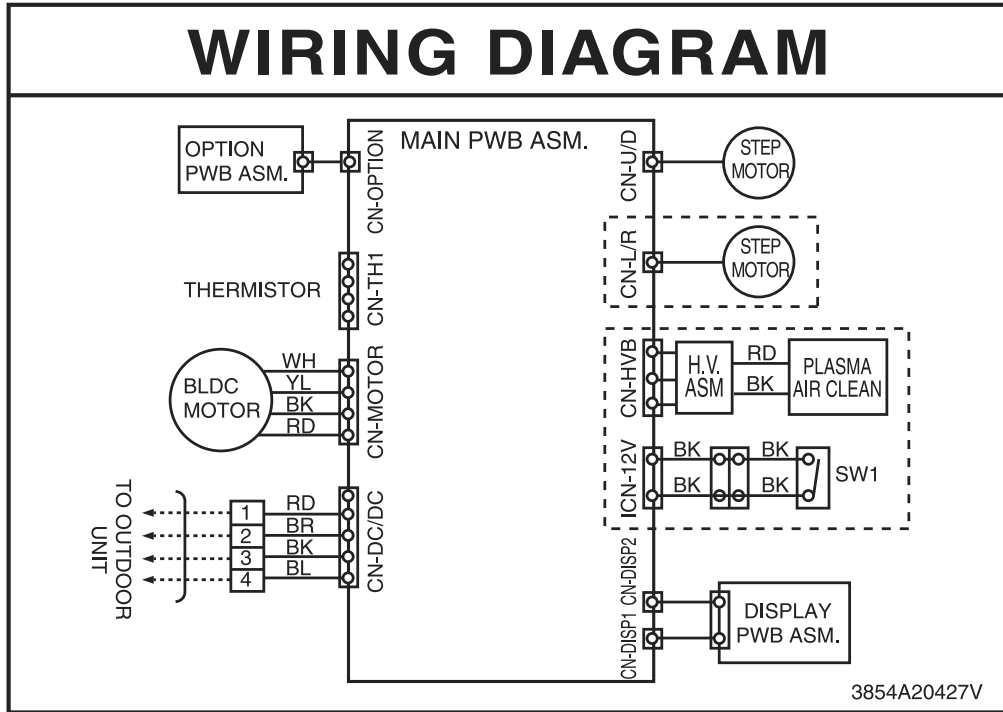 WIRING DIAGRAM
OPTION
PWB ASM.
CN-OPTION
MAIN PWB ASM.
CN-U/D
STEP
MOTOR
CN-L/R
STEP
MOTOR
THERMISTOR
CN-TH1
BLDC
MOTOR
WH
YL
BK
RD
CN-MOTOR
CN-HVB
H.V.
ASM
RD
BK
PLASMA
AIR CLEAN
ICN-12V
BK
BK
BK
BK
SW1
TO OUTDOOR
UNIT
1
2
3
4
RD
BR
BK
BL
CN-DC/DC
CN-DISP1 CN-DISP2
DISPLAY
PWB ASM.
3854A20427V